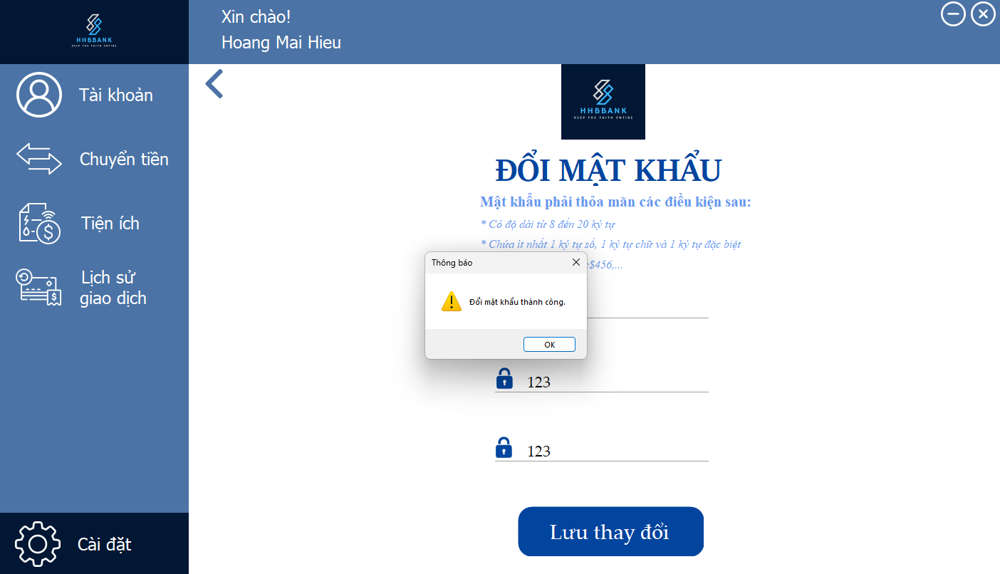 HHBBANK
KEEP THE FAITH ENTIRE
Xin chào!
Hoang Mai Hieu
Tài khoản
Chuyển tiền
Tiện ích
Lịch sử
giao dịch
Cài đặt
HHBBANK
KEEP THE FAITH ENTIRE
ĐỔI MẬT KHẨU
Mật khẩu phải thỏa mãn các điều kiện sau:
* Có độ dài từ 8 đến 20 ký tự
* Chứa ít nhất 1 ký tự số, 1 ký tự chữ và 1 ký tự đặc biệt
$456,...
Thông báo
Đổi mật khẩu thành công.
OK
123
123
Lưu thay đổi